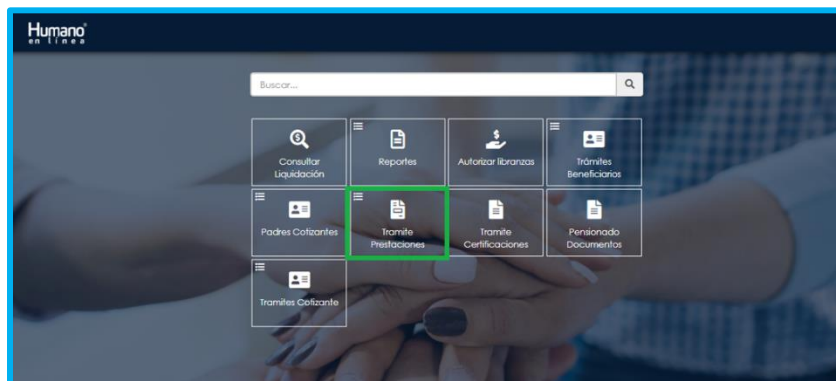 Humano®
en línea
Buscar...
Consultar
Liquidación
Reportes
Autorizar libranzas
Trámites
Beneficiarios
Padres Cotizantes
Tramite
Prestaciones
Tramite
Certificaciones
Pensionado
Documentos
Tramites Cotizante